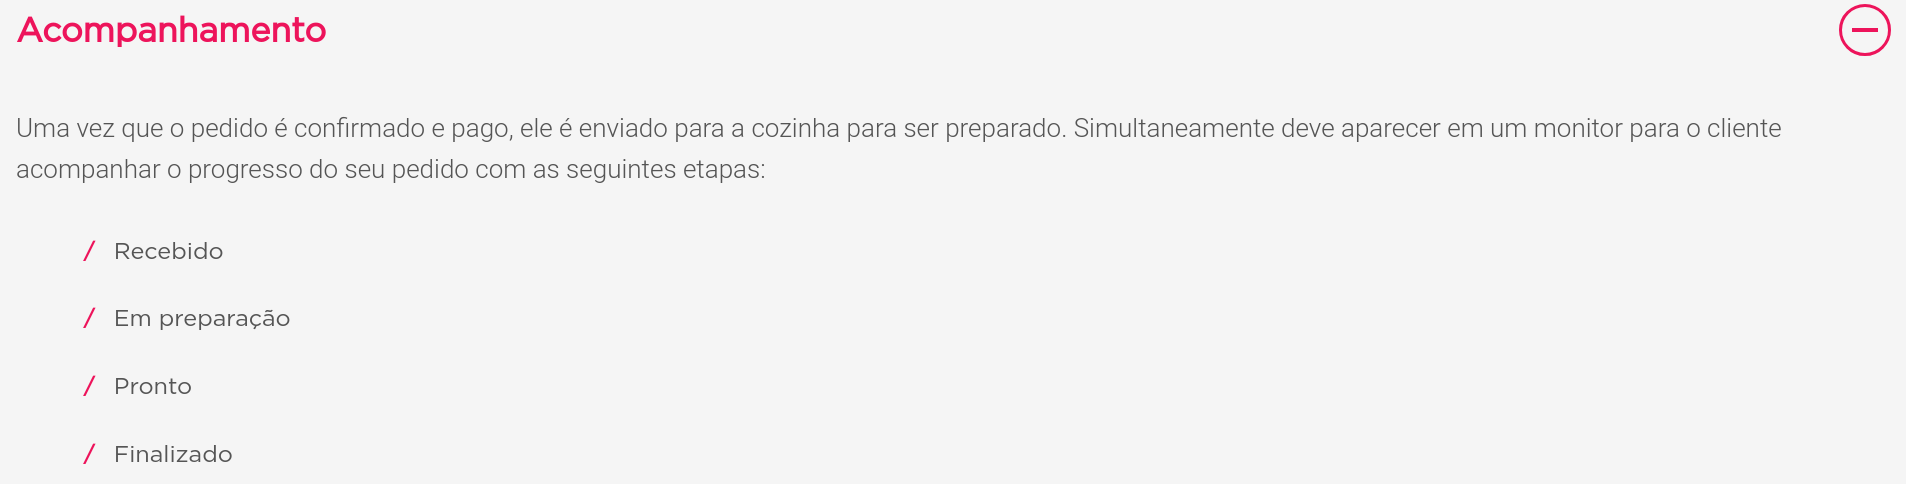 Acompanhamento
Uma vez que o pedido é confirmado e pago, ele é enviado para a cozinha para ser preparado. Simultaneamente deve aparecer em um monitor para o cliente
acompanhar o progresso do seu pedido com as seguintes etapas:
/ Recebido
/ Em preparação
/ Pronto
/ Finalizado